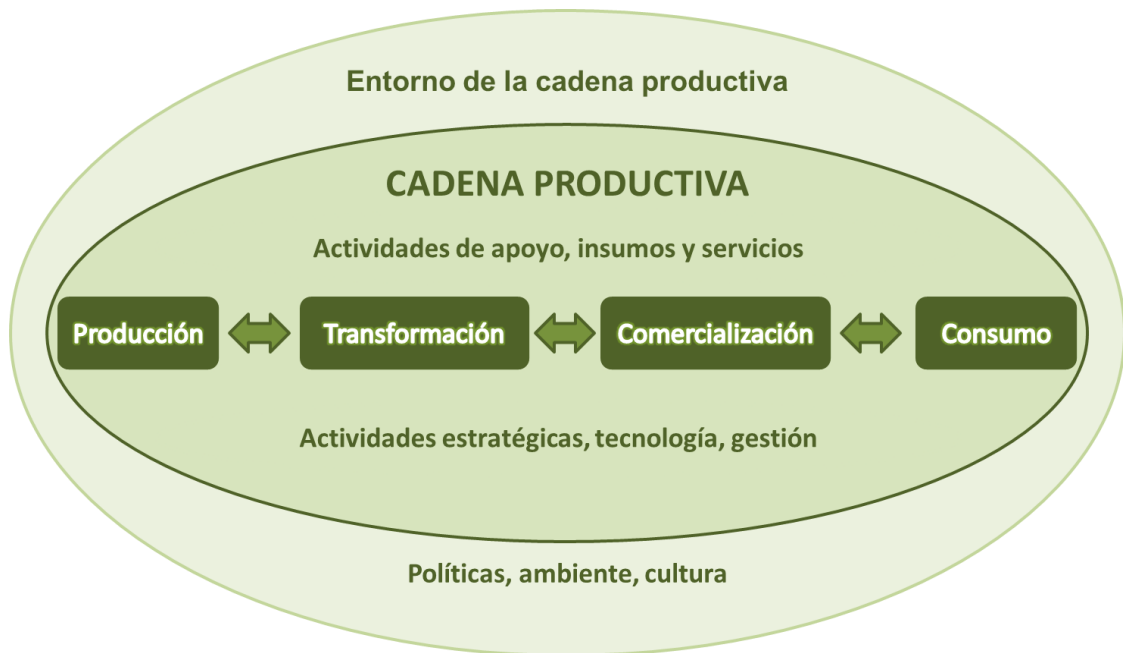 Entorno de la cadena productiva
CADENA PRODUCTIVA
Actividades de apoyo, insumos y servicios
Producción
Transformación
Comercialización
Consumo
Actividades estratégicas, tecnología, gestión
Políticas, ambiente, cultura